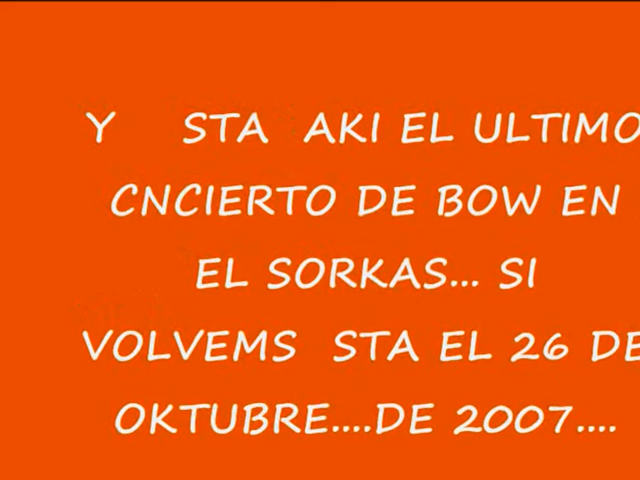 Y STA AKI EL ULTIMO
CNCIERTO DE BOW EN
EL SORKAS... SI
VOLVEMS STA EL 26 DE
OKTUBRE....DE 2007....